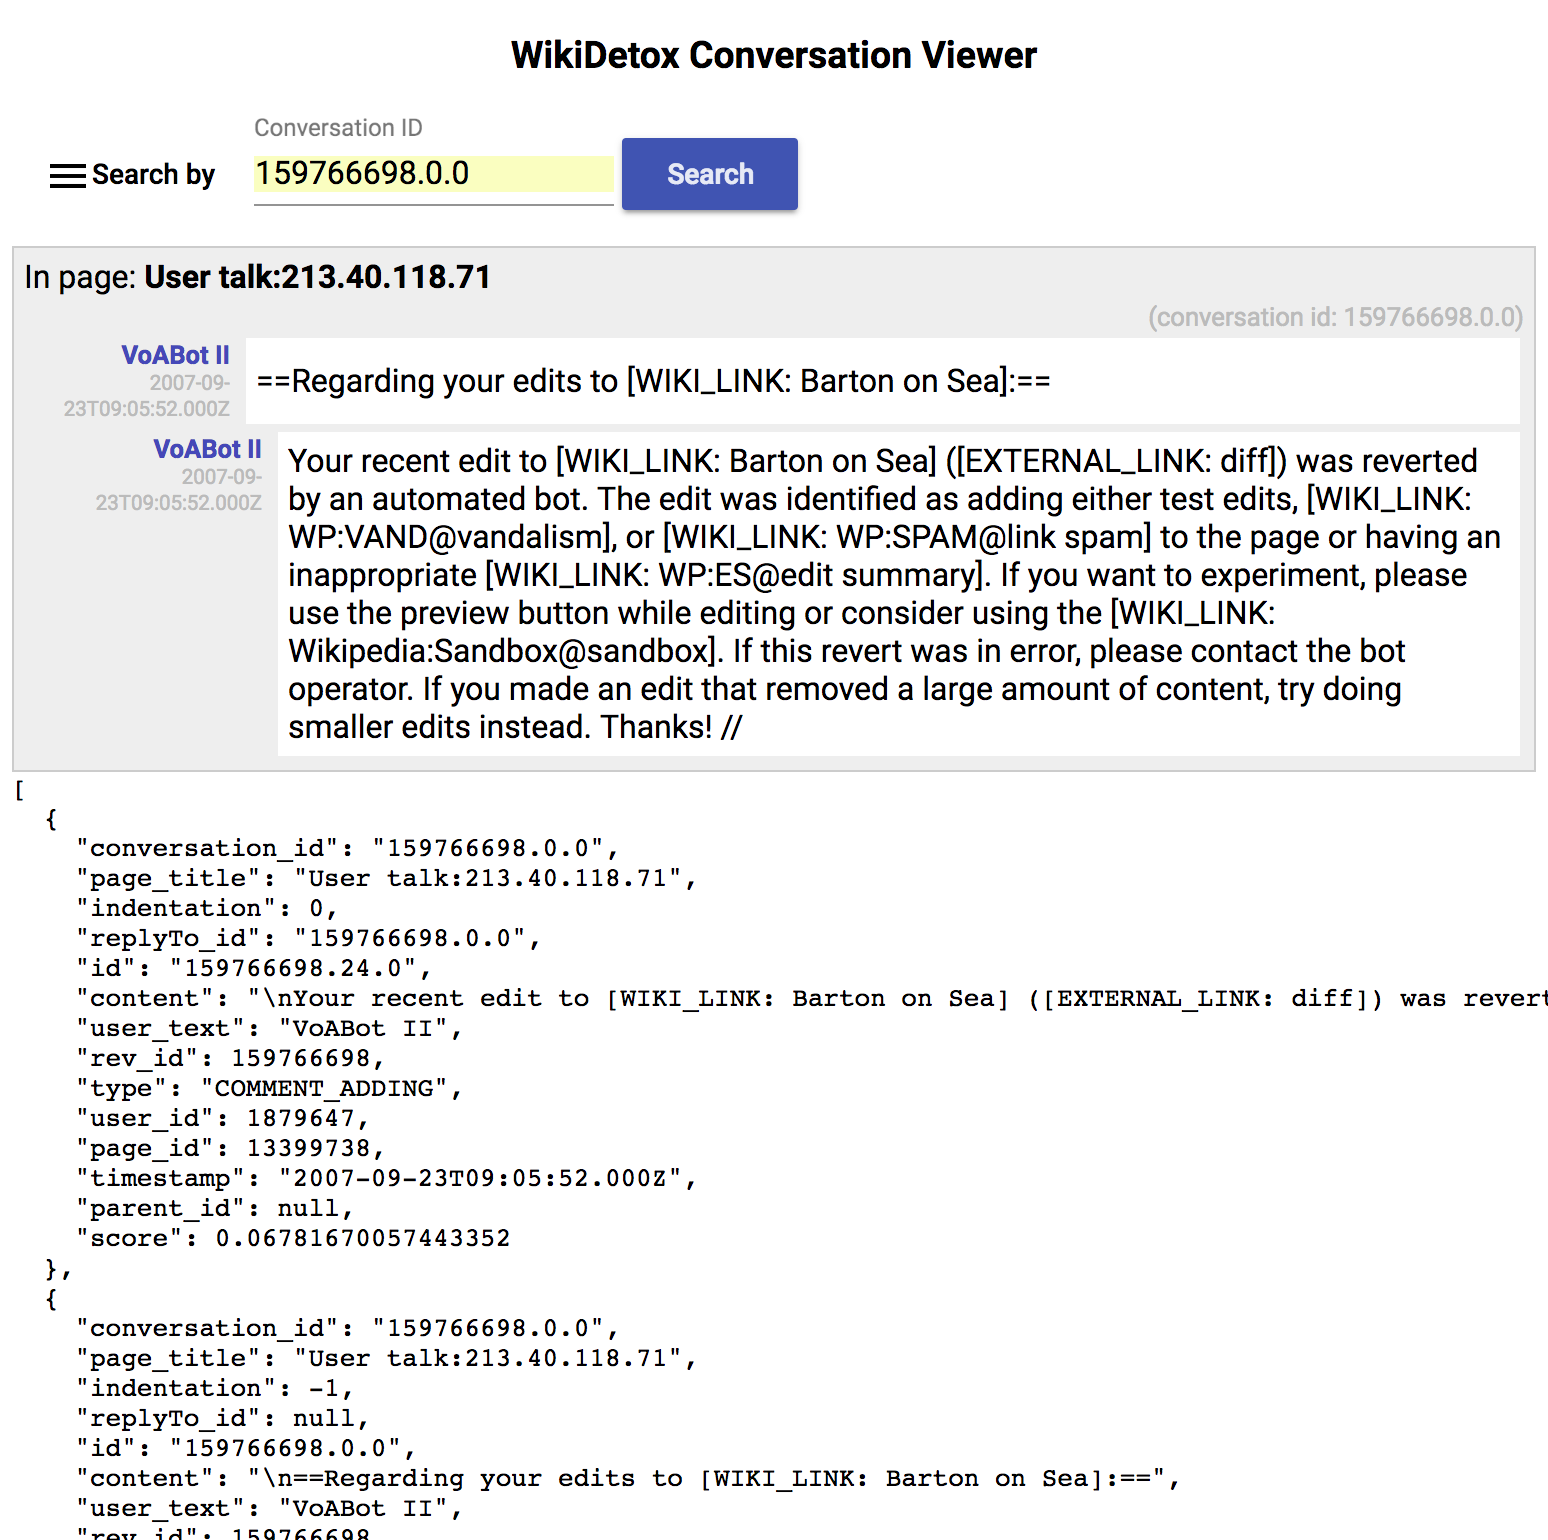 WikiDetox Conversation Viewer
Conversation ID
Search by
159766698.0.0
Search
In page: User talk:213.40.118.71
(conversation id: 159766698.0.0)
VoABot II
2007-09-
23T09:05:52.000Z
==Regarding your edits to [WIKI_LINK: Barton on Sea]:==
VoABot II
2007-09-
23T09:05:52.000Z
Your recent edit to [WIKI_LINK: Barton on Sea] ([EXTERNAL_LINK: diff]) was reverted
by an automated bot. The edit was identified as adding either test edits, [WIKI_LINK:
WP:VAND@vandalism], or [WIKI_LINK: WP:SPAM@link spam] to the page or having an
inappropriate [WIKI_LINK: WP:ES@edit summary]. If you want to experiment, please
use the preview button while editing or consider using the [WIKI_LINK:
Wikipedia:Sandbox@sandbox]. If this revert was in error, please contact the bot
operator. If you made an edit that removed a large amount of content, try doing
smaller edits instead. Thanks! //
[
  {
    "conversation_id": "159766698.0.0",
    "page_title": "User talk:213.40.118.71",
    "indentation": 0,
    "replyTo_id": "159766698.0.0",
    "id": "159766698.24.0",
    "content": "\nYour recent edit to [WIKI_LINK: Barton on Sea] ([EXTERNAL_LINK: diff]) was revert
    "user_text": "VoABot II",
    "rev_id": 159766698,
    "type": "COMMENT_ADDING",
    "user_id": 1879647,
    "page_id": 13399738,
    "timestamp": "2007-09-23T09:05:52.000Z",
    "parent_id": null,
    "score": 0.06781670057443352
  },
  {
    "conversation_id": "159766698.0.0",
    "page_title": "User talk:213.40.118.71",
    "indentation": -1,
    "replyTo_id": null,
    "id": "159766698.0.0",
    "content": "\n==Regarding your edits to [WIKI_LINK: Barton on Sea]:==",
    "user_text": "VoABot II",
    "rev_id": 159766698